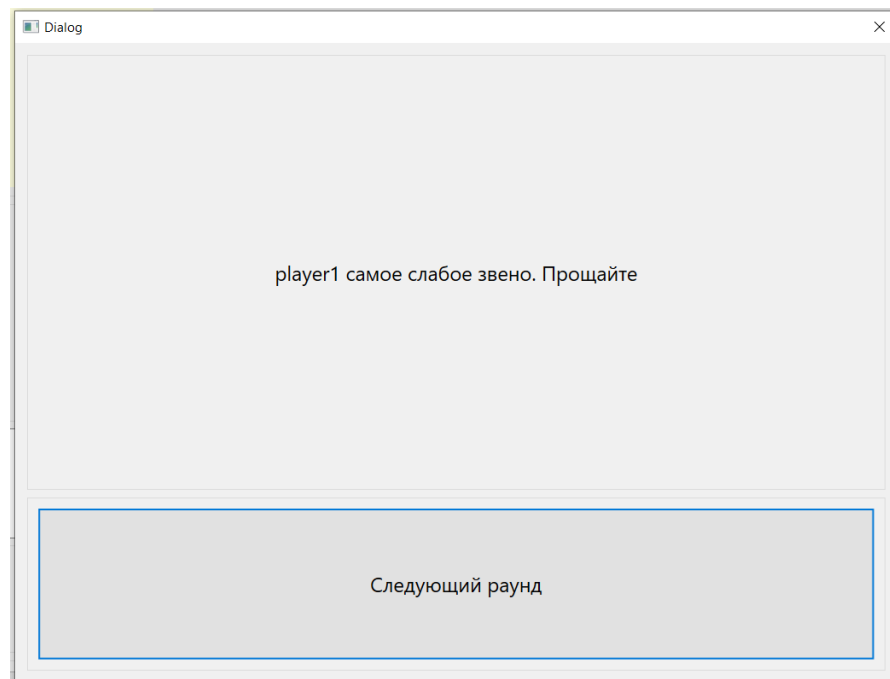 Dialog
player1 самое слабое звено. Прощайте
Следующий раунд